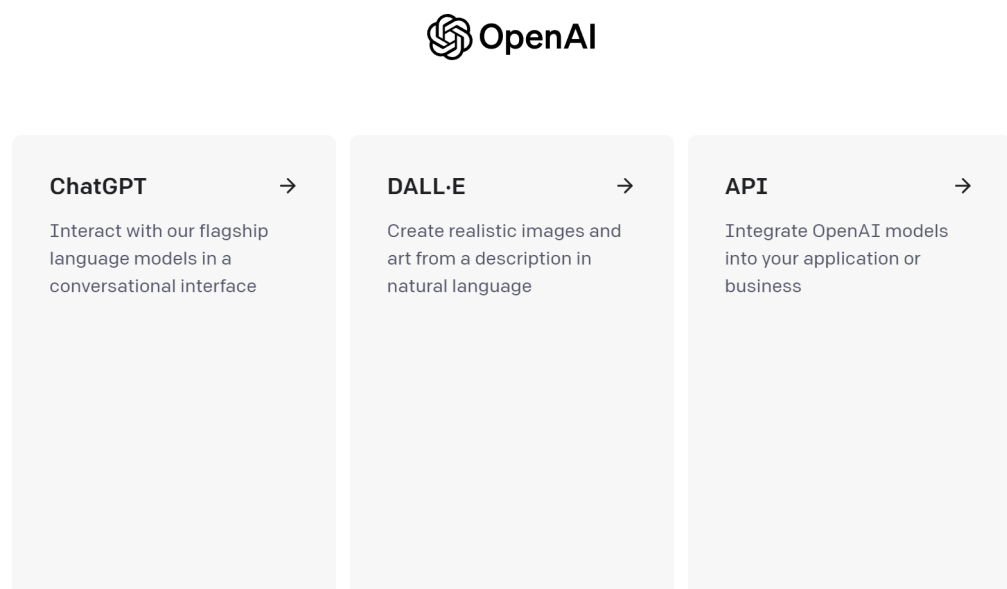 OpenAI
ChatGPT
Interact with our flagship
language models in a
conversational interface
DALL·E
Create realistic images and
art from a description in
natural language
API
Integrate OpenAI models
into your application or
business